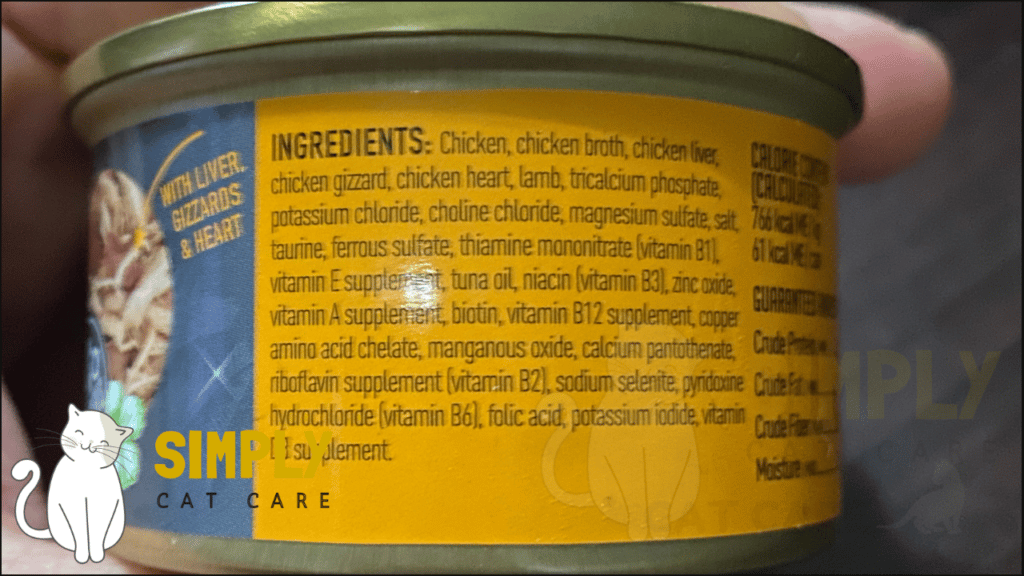 WITH LIVER,
GIZZARDS
& HEART
INGREDIENTS: Chicken, chicken broth, chicken liver,
chicken gizzard, chicken heart, lamb, tricalcium phosphate,
potassium chloride, choline chloride, magnesium sulfate, salt,
taurine, ferrous sulfate, thiamine mononitrate (vitamin B1),
vitamin E supplement, tuna oil, niacin (vitamin B3), zinc oxide,
vitamin A supplement, biotin, vitamin B12 supplement, copper
amino acid chelate, manganous oxide, calcium pantothenate,
riboflavin supplement (vitamin B2), sodium selenite, pyridoxine
hydrochloride (vitamin B6), folic acid, potassium iodide, vitamin
D3 supplement.
CALORIE
(CALCULATED)
766 kcal ME/kg
61 kcal ME/can
GUARANTEED
Crude Protein
Crude Fat
Crude Fiber
Moisture
SIMPLY
CAT CARE